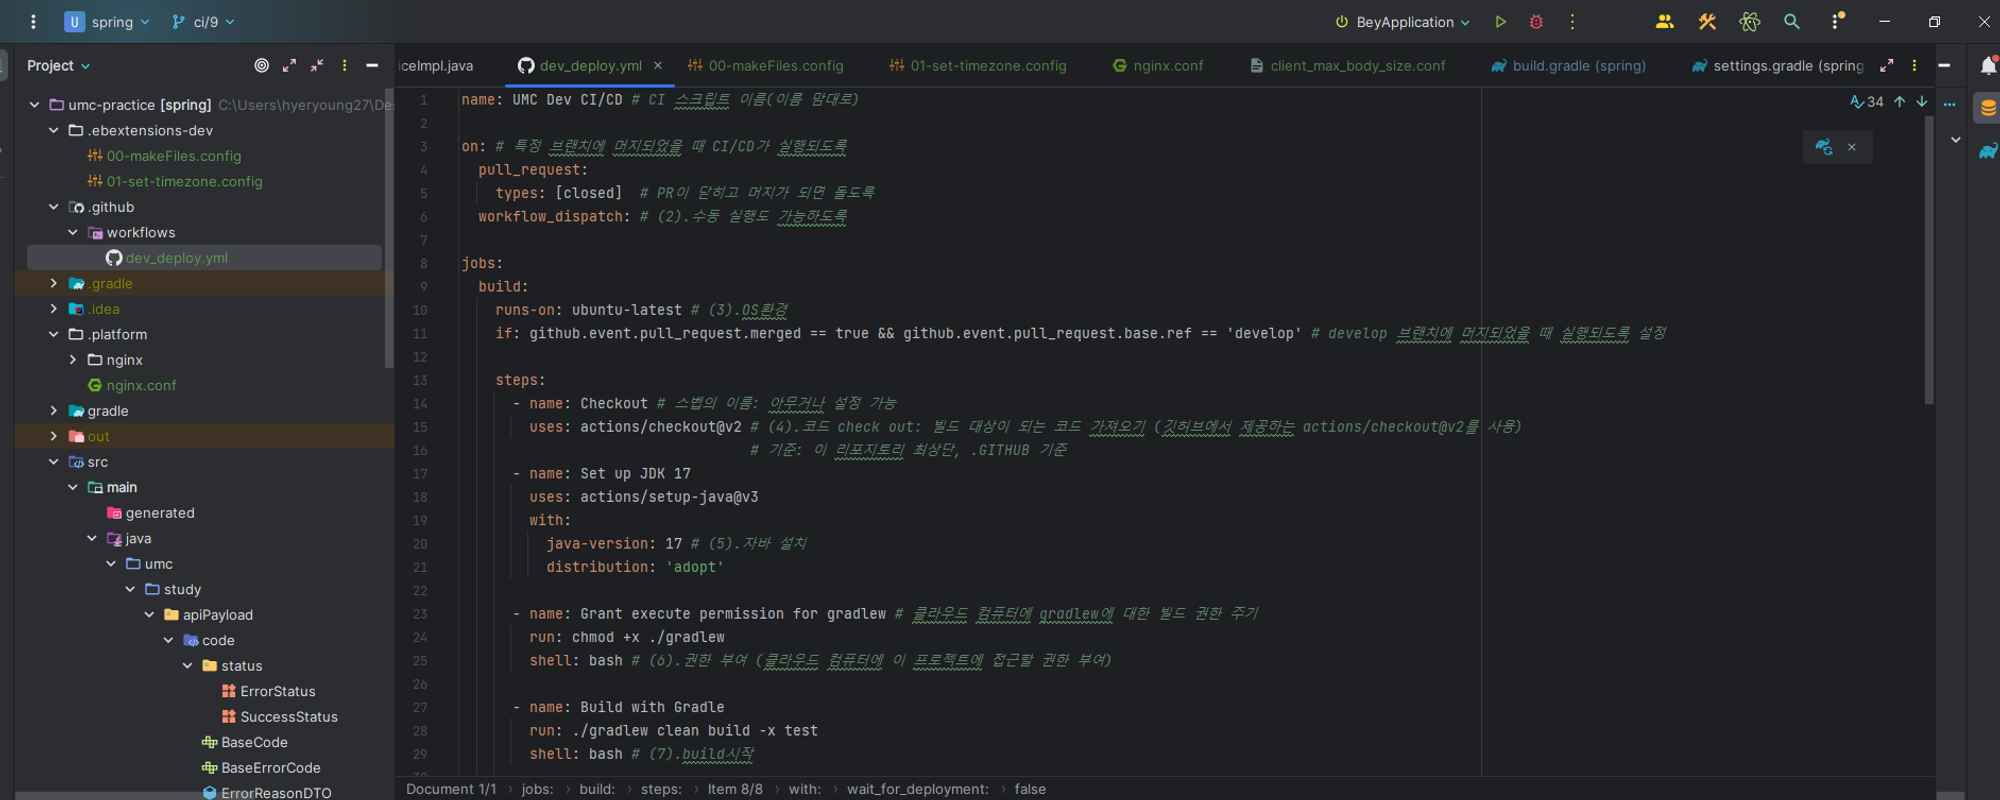 U spring ci/9 BeyApplication
Project
iceImpl.java dev_deploy.yml 00-makeFiles.config 01-set-timezone.config nginx.conf client_max_body_size.conf build.gradle (spring) settings.gradle (spring
umc-practice [spring] C:\Users\hyeryoung27\De
.ebextensions-dev
00-makeFiles.config
01-set-timezone.config
.github
workflows
dev_deploy.yml
.gradle
.idea
.platform
nginx
nginx.conf
gradle
out
src
main
generated
java
umc
study
apiPayload
code
status
ErrorStatus
SuccessStatus
BaseCode
BaseErrorCode
ErrorReasonDTO
34
1 name: UMC Dev CI/CD # CI 스크립트 이름(이름 맘대로)
2
3 on: # 특정 브랜치에 머지되었을 때 CI/CD가 실행되도록
4 pull_request:
5 types: [closed] # PR이 닫히고 머지가 되면 돌도록
6 workflow_dispatch: # (2).수동 실행도 가능하도록
7
8 jobs:
9 build:
10 runs-on: ubuntu-latest # (3).OS환경
11 if: github.event.pull_request.merged == true && github.event.pull_request.base.ref == 'develop' # develop 브랜치에 머지되었을 때 실행되도록 설정
12
13 steps:
14 - name: Checkout # 스벱의 이름: 아무거나 설정 가능
15 uses: actions/checkout@v2 # (4).코드 check out: 빌드 대상이 되는 코드 가져오기 (깃허브에서 제공하는 actions/checkout@v2를 사용)
16 # 기준: 이 리포지토리 최상단, .GITHUB 기준
17 - name: Set up JDK 17
18 uses: actions/setup-java@v3
19 with:
20 java-version: 17 # (5).자바 설치
21 distribution: 'adopt'
22
23 - name: Grant execute permission for gradlew # 클라우드 컴퓨터에 gradlew에 대한 빌드 권한 주기
24 run: chmod +x ./gradlew
25 shell: bash # (6).권한 부여 (클라우드 컴퓨터에 이 프로젝트에 접근할 권한 부여)
26
27 - name: Build with Gradle
28 run: ./gradlew clean build -x test
29 shell: bash # (7).build시작
Document 1/1 › jobs: › build: › steps: › Item 8/8 › with: › wait_for_deployment: › false